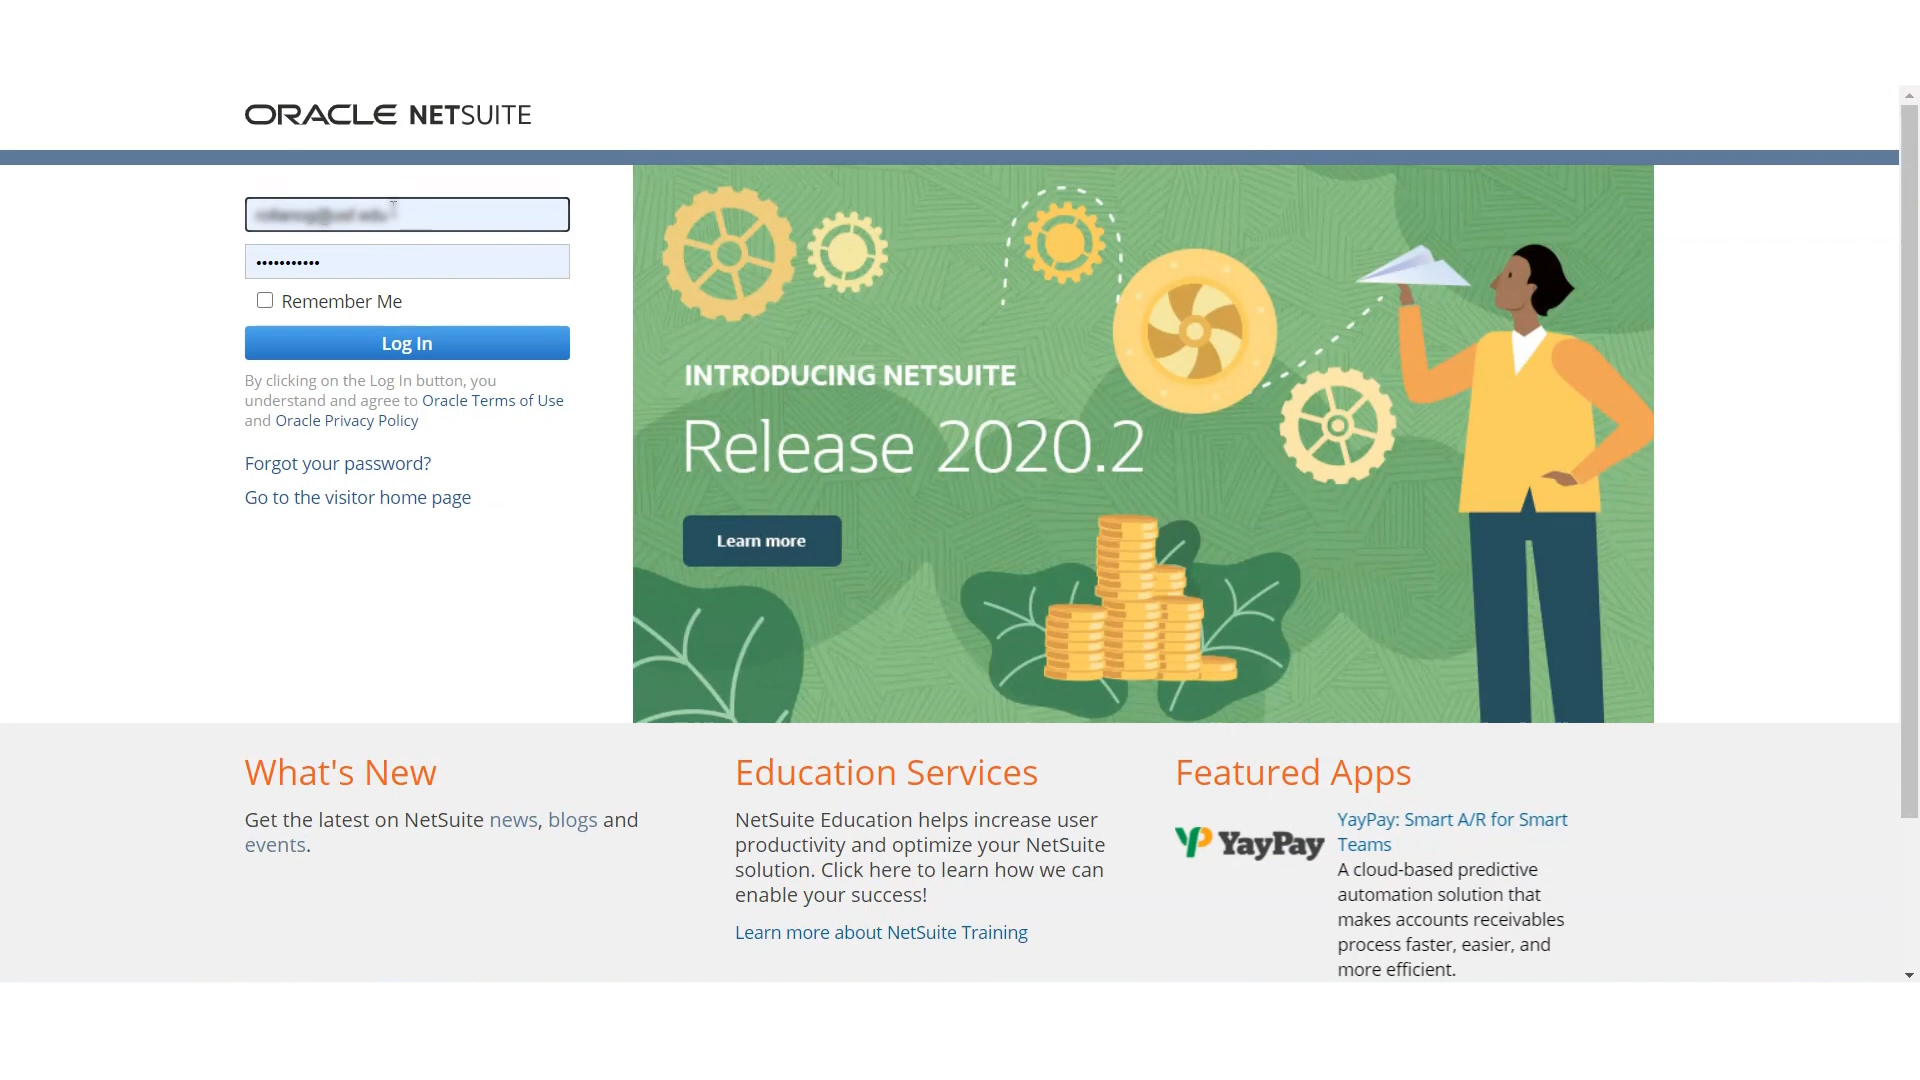 ORACLE NETSUITE
•••••••••••
Remember Me
Log In
By clicking on the Log In button, you
understand and agree to Oracle Terms of Use
and Oracle Privacy Policy
Forgot your password?
Go to the visitor home page
INTRODUCING NETSUITE
Release 2020.2
Learn more
What's New
Get the latest on NetSuite news, blogs and
events.
Education Services
NetSuite Education helps increase user
productivity and optimize your NetSuite
solution. Click here to learn how we can
enable your success!
Learn more about NetSuite Training
Featured Apps
YayPay
YayPay: Smart A/R for Smart
Teams
A cloud-based predictive
automation solution that
makes accounts receivables
process faster, easier, and
more efficient.